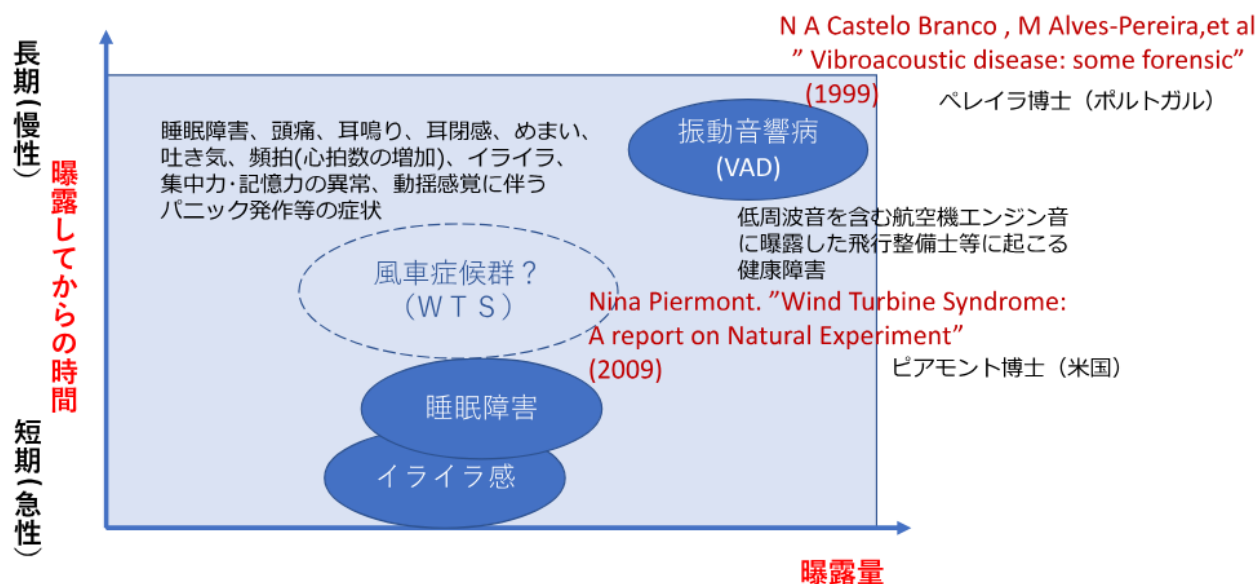 N A Castelo Branco , M Alves-Pereira,et al
” Vibroacoustic disease: some forensic”
(1999)
ペレイラ博士（ポルトガル）
長期(慢性)
曝露してからの時間
短期(急性)
睡眠障害、頭痛、耳鳴り、耳閉感、めまい、
吐き気、頻拍(心拍数の増加)、イライラ、
集中力･記憶力の異常、動揺感覚に伴う
パニック発作等の症状
振動音響病
(VAD)
低周波音を含む航空機エンジン音
に曝露した飛行整備士等に起こる
健康障害
風車症候群？
（ＷＴＳ）
Nina Piermont. ”Wind Turbine Syndrome:
A report on Natural Experiment”
(2009)
ピアモント博士（米国）
睡眠障害
イライラ感
曝露量